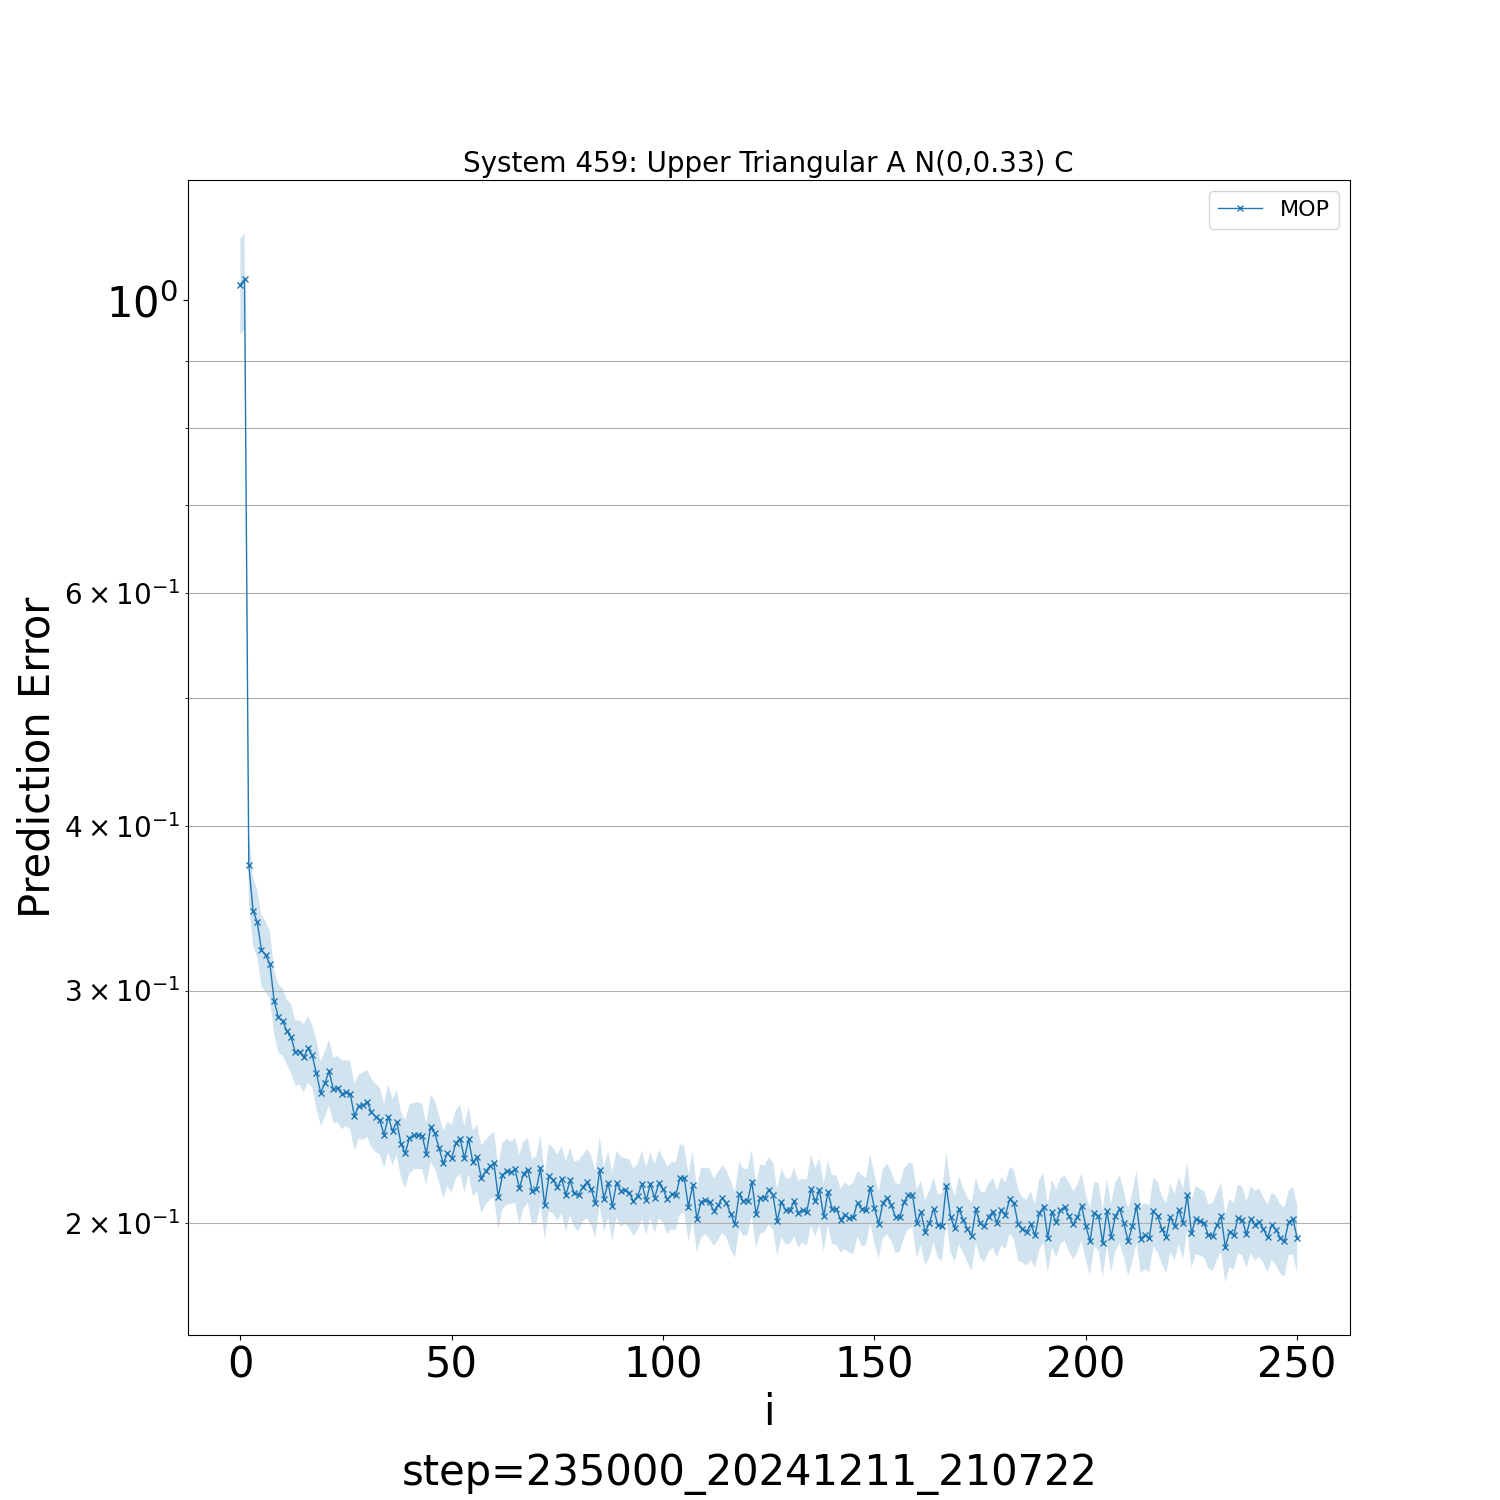 System 459: Upper Triangular A N(0,0.33) C
MOP
10⁰
6 × 10⁻¹
4 × 10⁻¹
3 × 10⁻¹
2 × 10⁻¹
Prediction Error
0 50 100 150 200 250
i
step=235000_20241211_210722